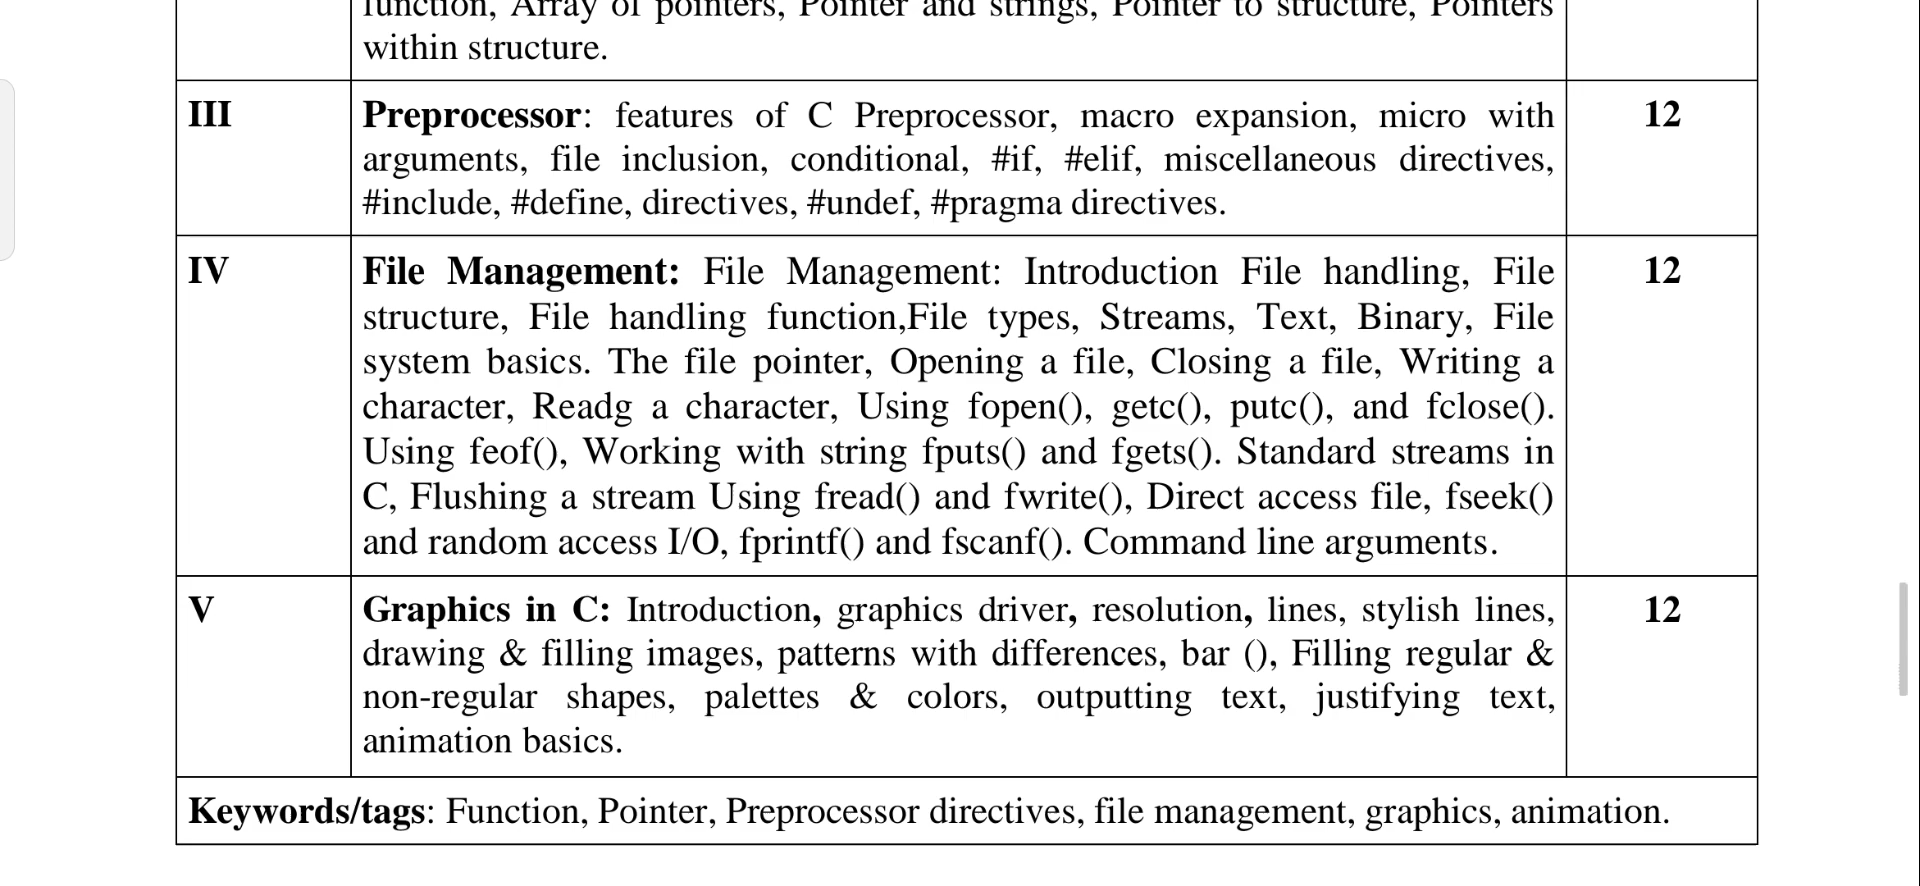 function, Array of pointers, Pointer and strings, Pointer to structure, Pointers
within structure.
III
Preprocessor: features of C Preprocessor, macro expansion, micro with
arguments, file inclusion, conditional, #if, #elif, miscellaneous directives,
#include, #define, directives, #undef, #pragma directives.
12
IV
File Management: File Management: Introduction File handling, File
structure, File handling function,File types, Streams, Text, Binary, File
system basics. The file pointer, Opening a file, Closing a file, Writing a
character, Readg a character, Using fopen(), getc(), putc(), and fclose().
Using feof(), Working with string fputs() and fgets(). Standard streams in
C, Flushing a stream Using fread() and fwrite(), Direct access file, fseek()
and random access I/O, fprintf() and fscanf(). Command line arguments.
12
V
Graphics in C: Introduction, graphics driver, resolution, lines, stylish lines,
drawing & filling images, patterns with differences, bar (), Filling regular &
non-regular shapes, palettes & colors, outputting text, justifying text,
animation basics.
12
Keywords/tags: Function, Pointer, Preprocessor directives, file management, graphics, animation.